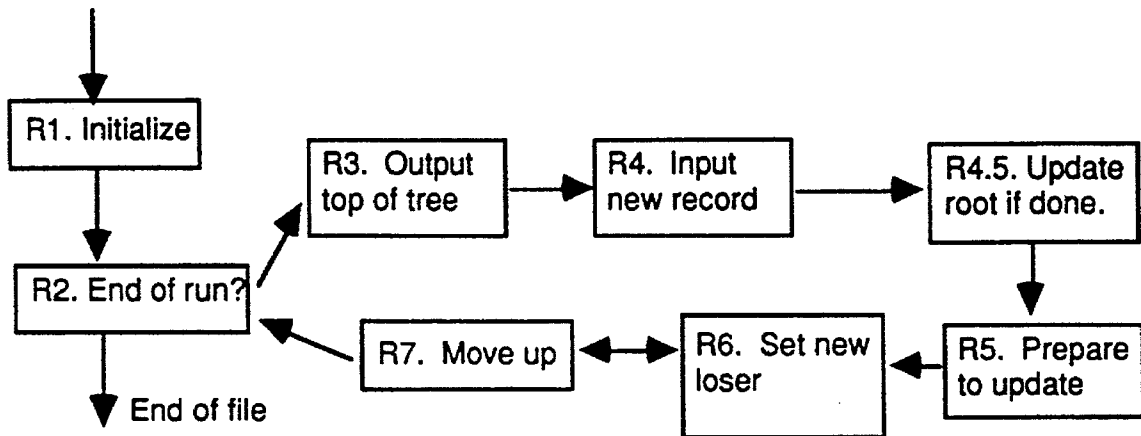 R1. Initialize
R3. Output
top of tree
R4. Input
new record
R4.5. Update
root if done.
R2. End of run?
R7. Move up
R6. Set new
loser
R5. Prepare
to update
End of file